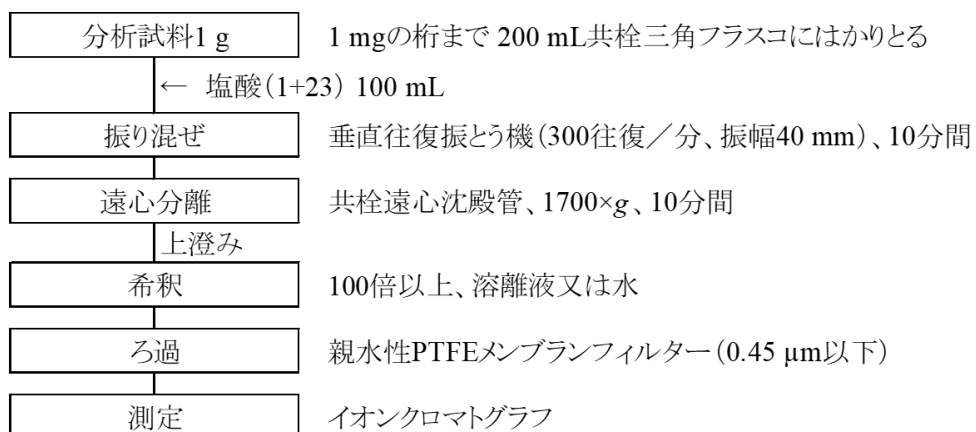 分析試料1 g 1 mgの桁まで 200 mL共栓三角フラスコにはかりとる
← 塩酸(1+23) 100 mL
振り混ぜ 垂直往復振とう機(300往復/分、振幅40 mm)、10分間
遠心分離 共栓遠心沈殿管、1700×g、10分間
上澄み
希釈 100倍以上、溶離液又は水
ろ過 親水性PTFEメンブランフィルター(0.45 µm以下)
測定 イオンクロマトグラフ